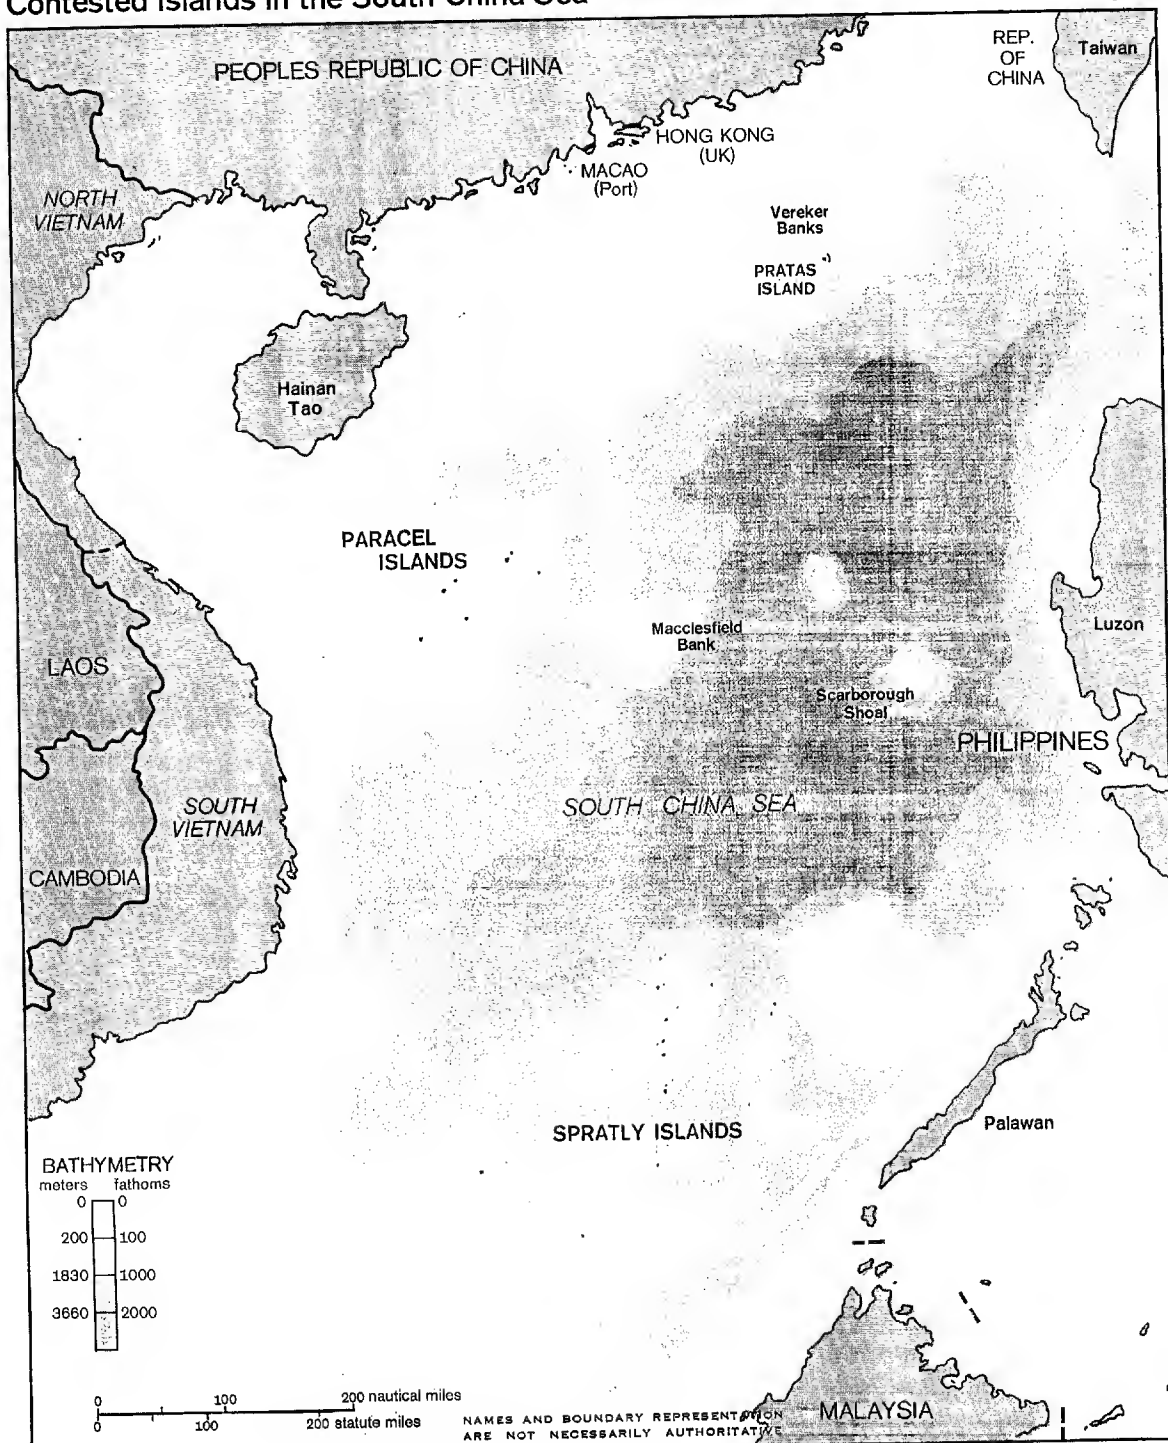 Contested Islands in the South China Sea
PEOPLES REPUBLIC OF CHINA
REP.
OF
CHINA
Taiwan
HONG KONG
(UK)
MACAO
(Port)
NORTH
VIETNAM
Vereker
Banks
PRATAS
ISLAND
Hainan
Tao
PARACEL
ISLANDS
Macclesfield
Bank
Luzon
LAOS
Scarborough
Shoal
PHILIPPINES
SOUTH CHINA SEA
SOUTH
VIETNAM
CAMBODIA
SPRATLY ISLANDS
Palawan
BATHYMETRY
meters fathoms
0 0
200 100
1830 1000
3660 2000
0 100 200 nautical miles
0 100 200 statute miles
NAMES AND BOUNDARY REPRESENTATION
ARE NOT NECESSARILY AUTHORITATIVE
MALAYSIA